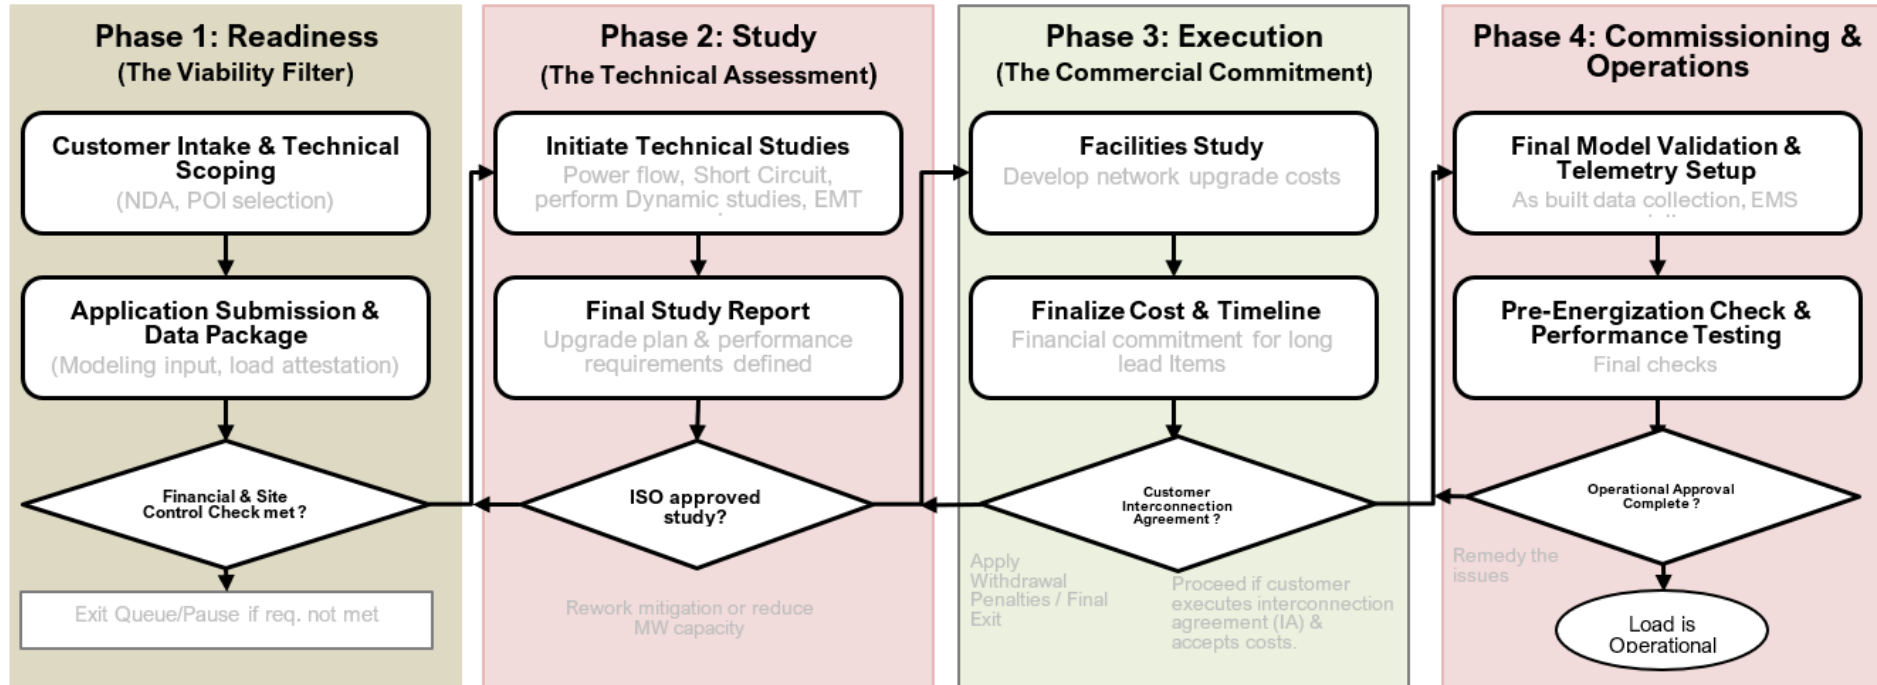 Phase 1: Readiness
(The Viability Filter)
Customer Intake & Technical
Scoping
(NDA, POI selection)
Application Submission &
Data Package
(Modeling input, load attestation)
Financial & Site
Control Check met ?
Exit Queue/Pause if req. not met
Phase 2: Study
(The Technical Assessment)
Initiate Technical Studies
Power flow, Short Circuit,
perform Dynamic studies, EMT
Final Study Report
Upgrade plan & performance
requirements defined
ISO approved
study?
Rework mitigation or reduce
MW capacity
Phase 3: Execution
(The Commercial Commitment)
Facilities Study
Develop network upgrade costs
Finalize Cost & Timeline
Financial commitment for long
lead Items
Customer
Interconnection
Agreement ?
Apply
Withdrawal
Penalties / Final
Exit
Proceed if customer
executes interconnection
agreement (IA) &
accepts costs.
Phase 4: Commissioning &
Operations
Final Model Validation &
Telemetry Setup
As built data collection, EMS
Pre-Energization Check &
Performance Testing
Final checks
Operational Approval
Complete ?
Remedy the
issues
Load is
Operational